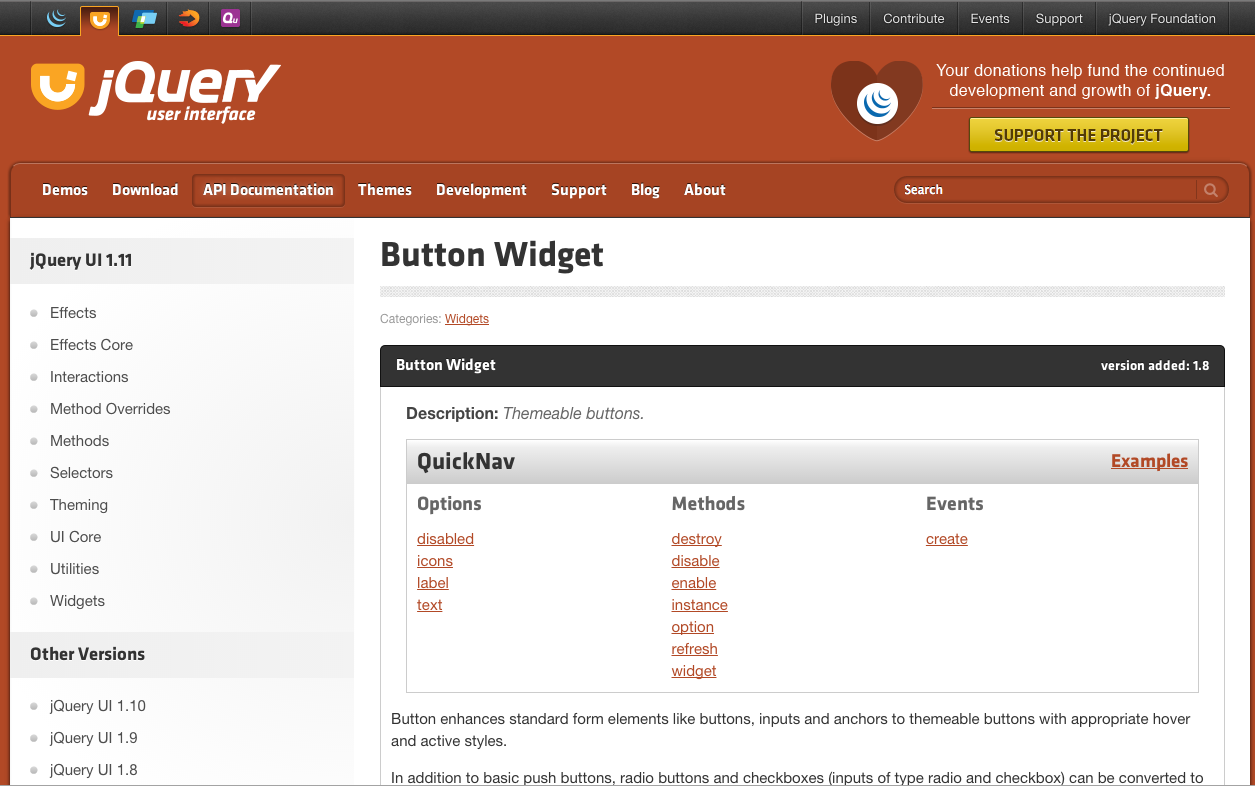 Qu
Plugins
Contribute
Events
Support
jQuery Foundation
jQuery
user interface
Your donations help fund the continued
development and growth of jQuery.
SUPPORT THE PROJECT
Demos
Download
API Documentation
Themes
Development
Support
Blog
About
Search
jQuery UI 1.11
Effects
Effects Core
Interactions
Method Overrides
Methods
Selectors
Theming
UI Core
Utilities
Widgets
Other Versions
jQuery UI 1.10
jQuery UI 1.9
jQuery UI 1.8
Button Widget
Categories: Widgets
Button Widget
version added: 1.8
Description: Themeable buttons.
QuickNav
Examples
Options
disabled
icons
label
text
Methods
destroy
disable
enable
instance
option
refresh
widget
Events
create
Button enhances standard form elements like buttons, inputs and anchors to themeable buttons with appropriate hover
and active styles.
In addition to basic push buttons, radio buttons and checkboxes (inputs of type radio and checkbox) can be converted to